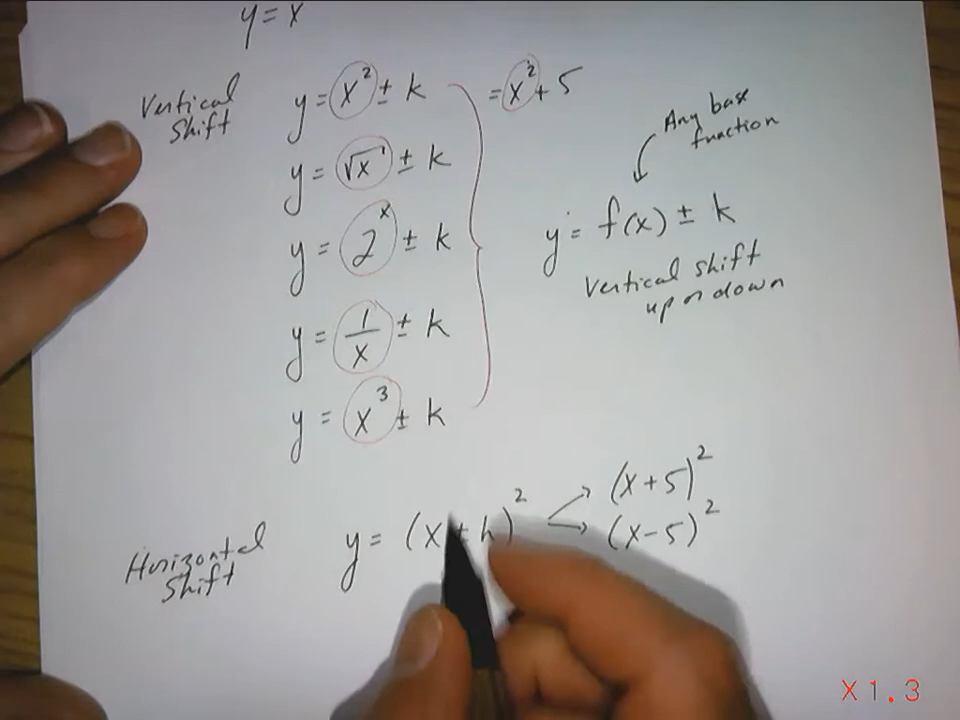 y = x
Vertical
Shift
y = x² ± k
= x² + 5
y = √x ± k
y = 2ˣ ± k
y = 1/x ± k
y = x³ ± k
Any base
function
y = f(x) ± k
Vertical shift
up or down
Horizontal
Shift
y = (x ± h)²
(x + 5)²
(x - 5)²
X1.3